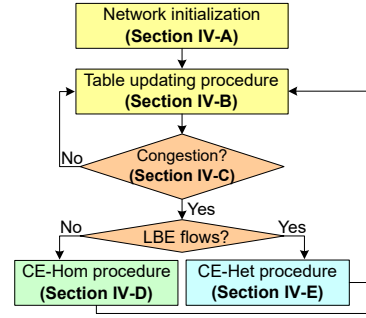 Network initialization
(Section IV-A)
Table updating procedure
(Section IV-B)
No
Congestion?
(Section IV-C)
Yes
No
LBE flows?
Yes
CE-Hom procedure
(Section IV-D)
CE-Het procedure
(Section IV-E)